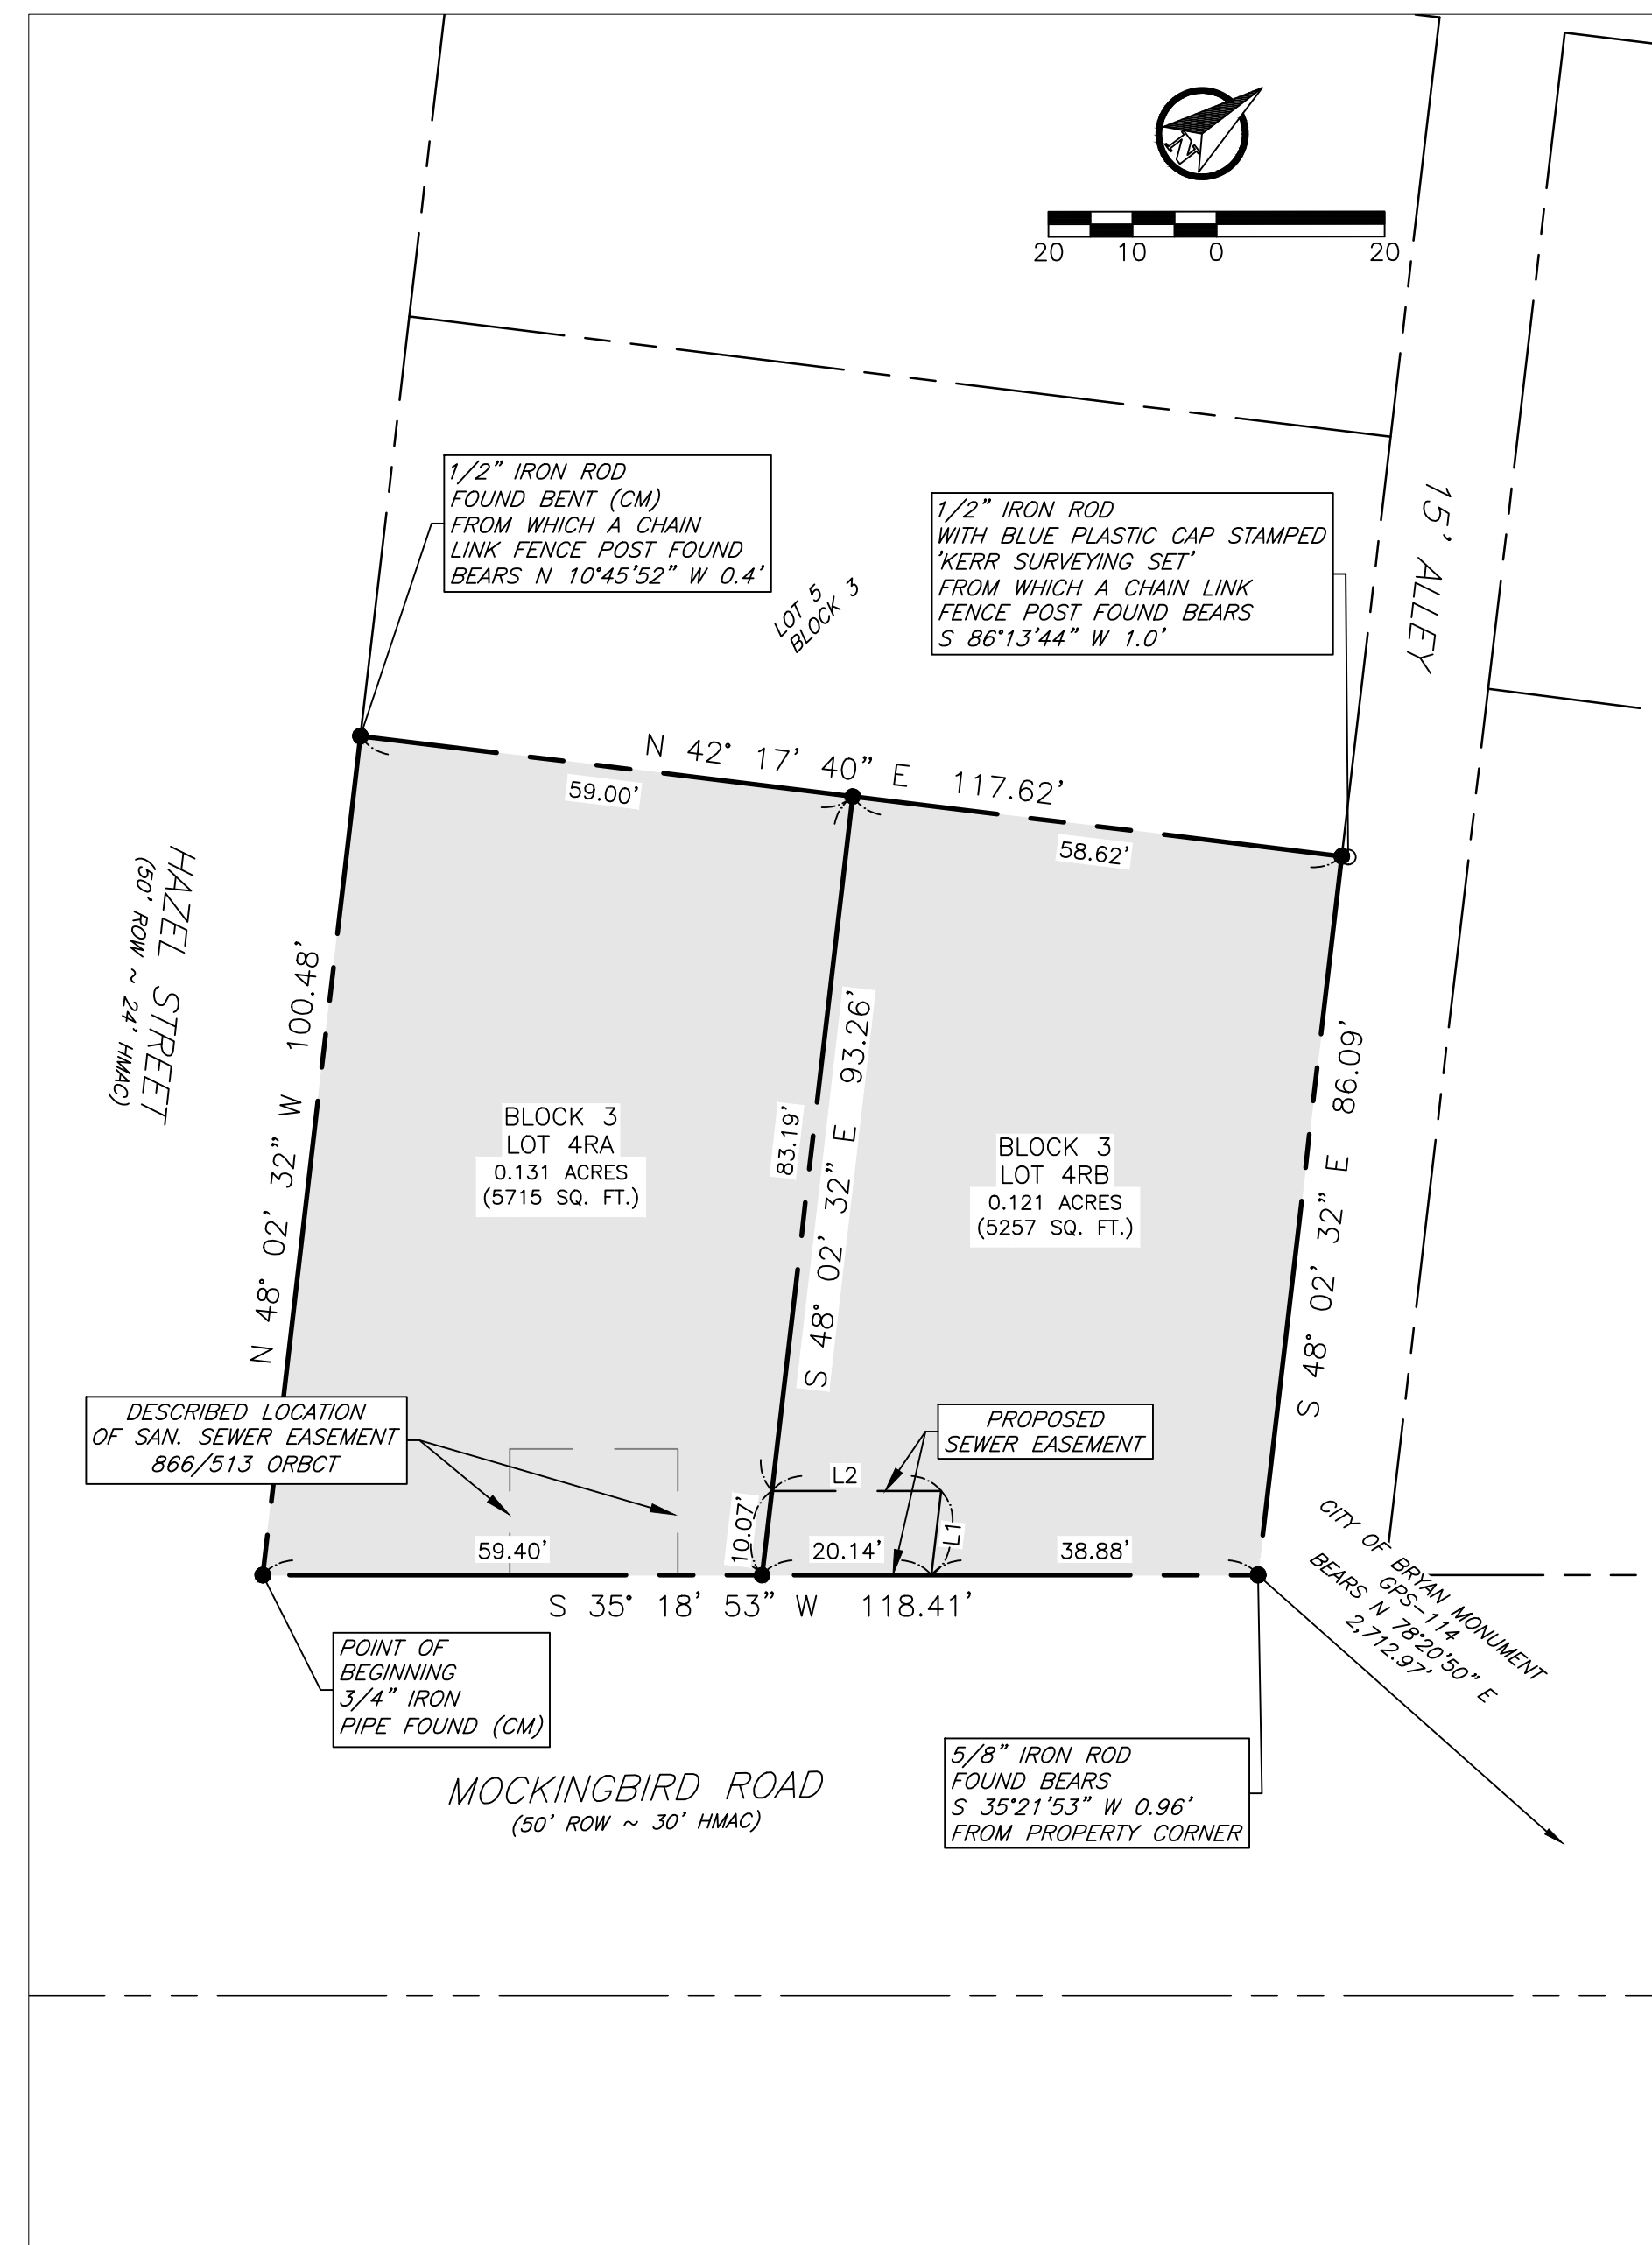 N
20 10 0 20
1/2" IRON ROD
FOUND BENT (CM)
FROM WHICH A CHAIN
LINK FENCE POST FOUND
BEARS N 10°45'52" W 0.4'
1/2" IRON ROD
WITH BLUE PLASTIC CAP STAMPED
'KERR SURVEYING SET'
FROM WHICH A CHAIN LINK
FENCE POST FOUND BEARS
S 86°13'44" W 1.0'
15' ALLEY
LOT 5
BLOCK 3
N 42° 17' 40" E 117.62'
59.00'
58.62'
HAZEL STREET
(50' ROW ~ 24' HMAC)
N 48° 02' 32" W 100.48'
83.19'
S 48° 02' 32" E 93.26'
S 48° 02' 32" E 86.09'
BLOCK 3
LOT 4RA
0.131 ACRES
(5715 SQ. FT.)
BLOCK 3
LOT 4RB
0.121 ACRES
(5257 SQ. FT.)
DESCRIBED LOCATION
OF SAN. SEWER EASEMENT
866/513 ORBCT
PROPOSED
SEWER EASEMENT
L2
10.07'
L1
59.40'
20.14'
38.88'
S 35° 18' 53" W 118.41'
CITY OF BRYAN MONUMENT
GPS-114
BEARS N 78°20'50" E
2,712.97'
POINT OF
BEGINNING
3/4" IRON
PIPE FOUND (CM)
5/8" IRON ROD
FOUND BEARS
S 35°21'53" W 0.96'
FROM PROPERTY CORNER
MOCKINGBIRD ROAD
(50' ROW ~ 30' HMAC)